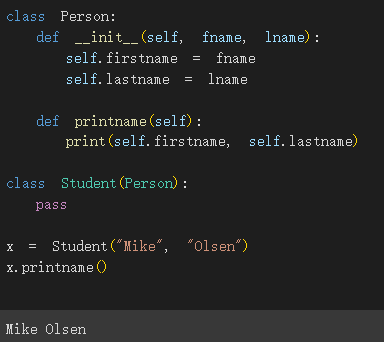 class Person:
    def __init__(self, fname, lname):
        self.firstname = fname
        self.lastname = lname

    def printname(self):
        print(self.firstname, self.lastname)

class Student(Person):
    pass

x = Student("Mike", "Olsen")
x.printname()

Mike Olsen